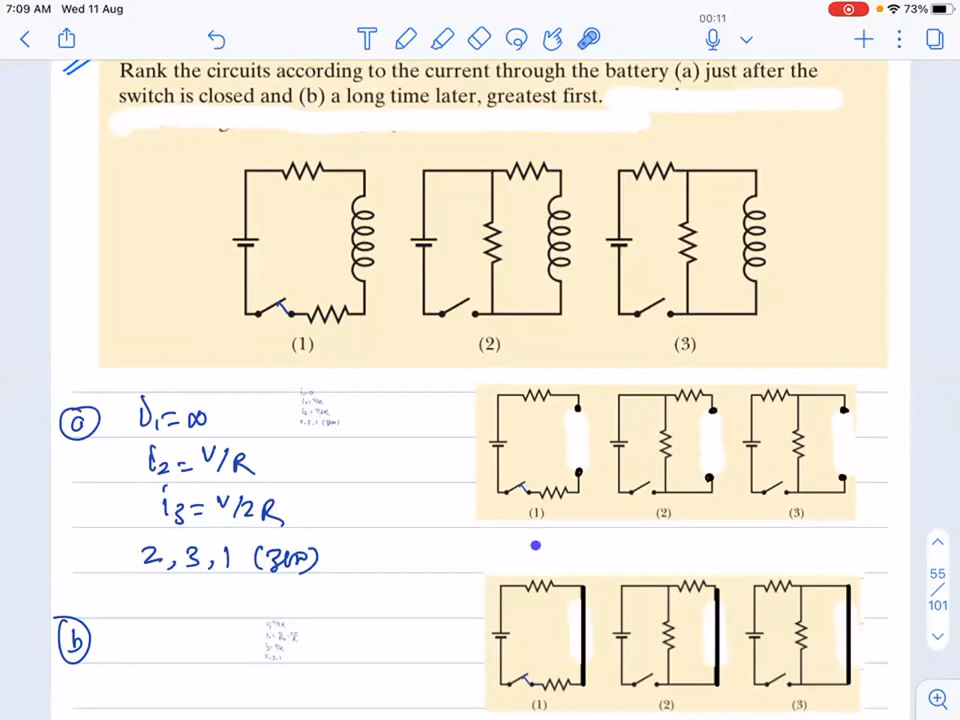 7:09 AM Wed 11 Aug
73%
00:11
Rank the circuits according to the current through the battery (a) just after the
switch is closed and (b) a long time later, greatest first.
(1) (2) (3)
(a)
i₂ = V/R
i₃ = V/2R
2, 3, 1 (zero)
(1) (2) (3)
(b)
(1) (2) (3)
55
/
101